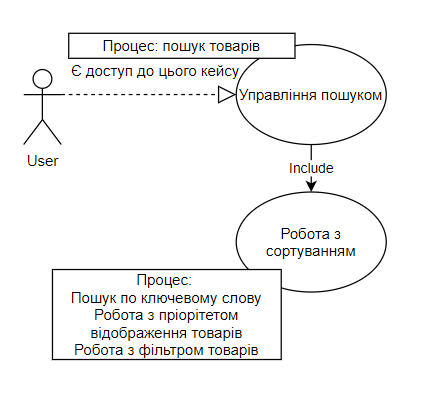 Процес: пошук товарів
Є доступ до цього кейсу
Управління пошуком
User
Include
Робота з
сортуванням
Процес:
Пошук по ключевому слову
Робота з пріорітетом
відображення товарів
Робота з фільтром товарів